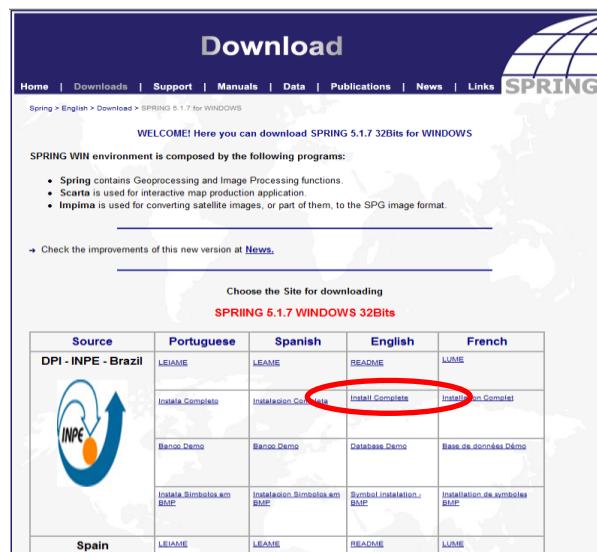 Download
Home | Downloads | Support | Manuals | Data | Publications | News | Links
SPRING
Spring > English > Download > SPRING 5.1.7 for WINDOWS
WELCOME! Here you can download SPRING 5.1.7 32Bits for WINDOWS
SPRING WIN environment is composed by the following programs:
• Spring contains Geoprocessing and Image Processing functions.
• Scarta is used for interactive map production application.
• Impima is used for converting satellite images, or part of them, to the SPG image format.
→ Check the improvements of this new version at News.
Choose the Site for downloading
SPRIING 5.1.7 WINDOWS 32Bits
Source Portuguese Spanish English French
DPI - INPE - Brazil LEIAME LEAME README LUME
INPE
Instala Completo Instalacion Completa Install Complete Installation Complet
Banco Demo Banco Demo Database Demo Base de données Démo
Instala Simbolos em Instalacion Simbolos em Symbol instalation - Installation de symboles
BMP BMP BMP BMP
Spain LEIAME LEAME README LUME